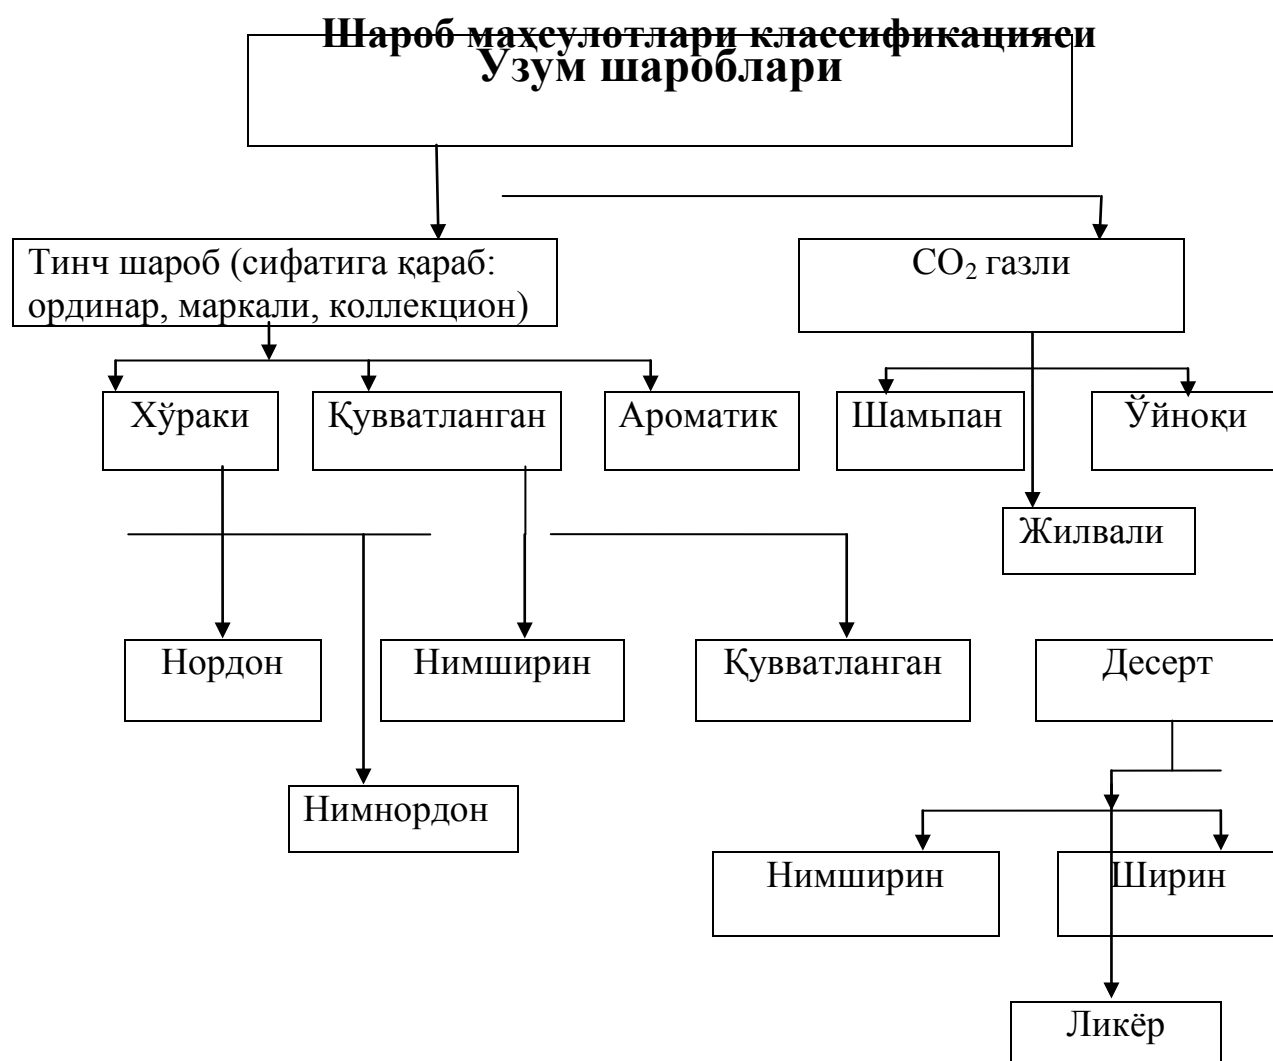 Шароб маҳсулотлари классификацияси
Узум шароблари
Тинч шароб (сифатига қараб:
ординар, маркали, коллекцион)
CO₂ газли
Хўраки
Қувватланган
Ароматик
Шамьпан
Ўйноқи
Жилвали
Нордон
Нимширин
Қувватланган
Десерт
Нимнордон
Нимширин
Ширин
Ликёр